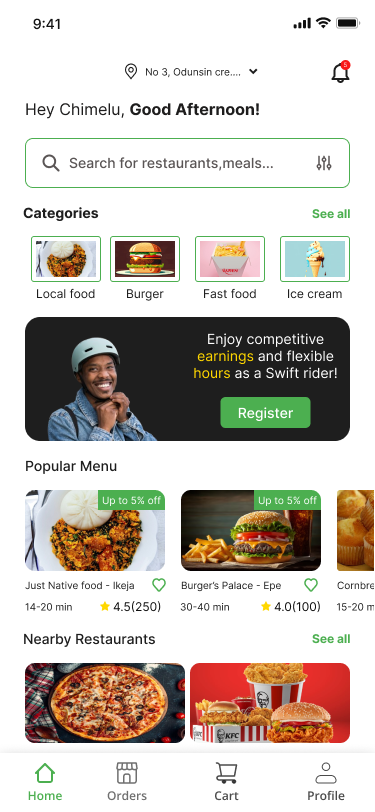 9:41
No 3, Odunsin cre....
5
Hey Chimelu, Good Afternoon!
Search for restaurants,meals...
Categories
See all
Local food
Burger
Fast food
Ice cream
Enjoy competitive
earnings and flexible
hours as a Swift rider!
Register
Popular Menu
Up to 5% off
Up to 5% off
Just Native food - Ikeja
Burger's Palace - Epe
Cornbre
14-20 min
4.5(250)
30-40 min
4.0(100)
15-20 m
Nearby Restaurants
See all
KFC
Home
Orders
Cart
Profile